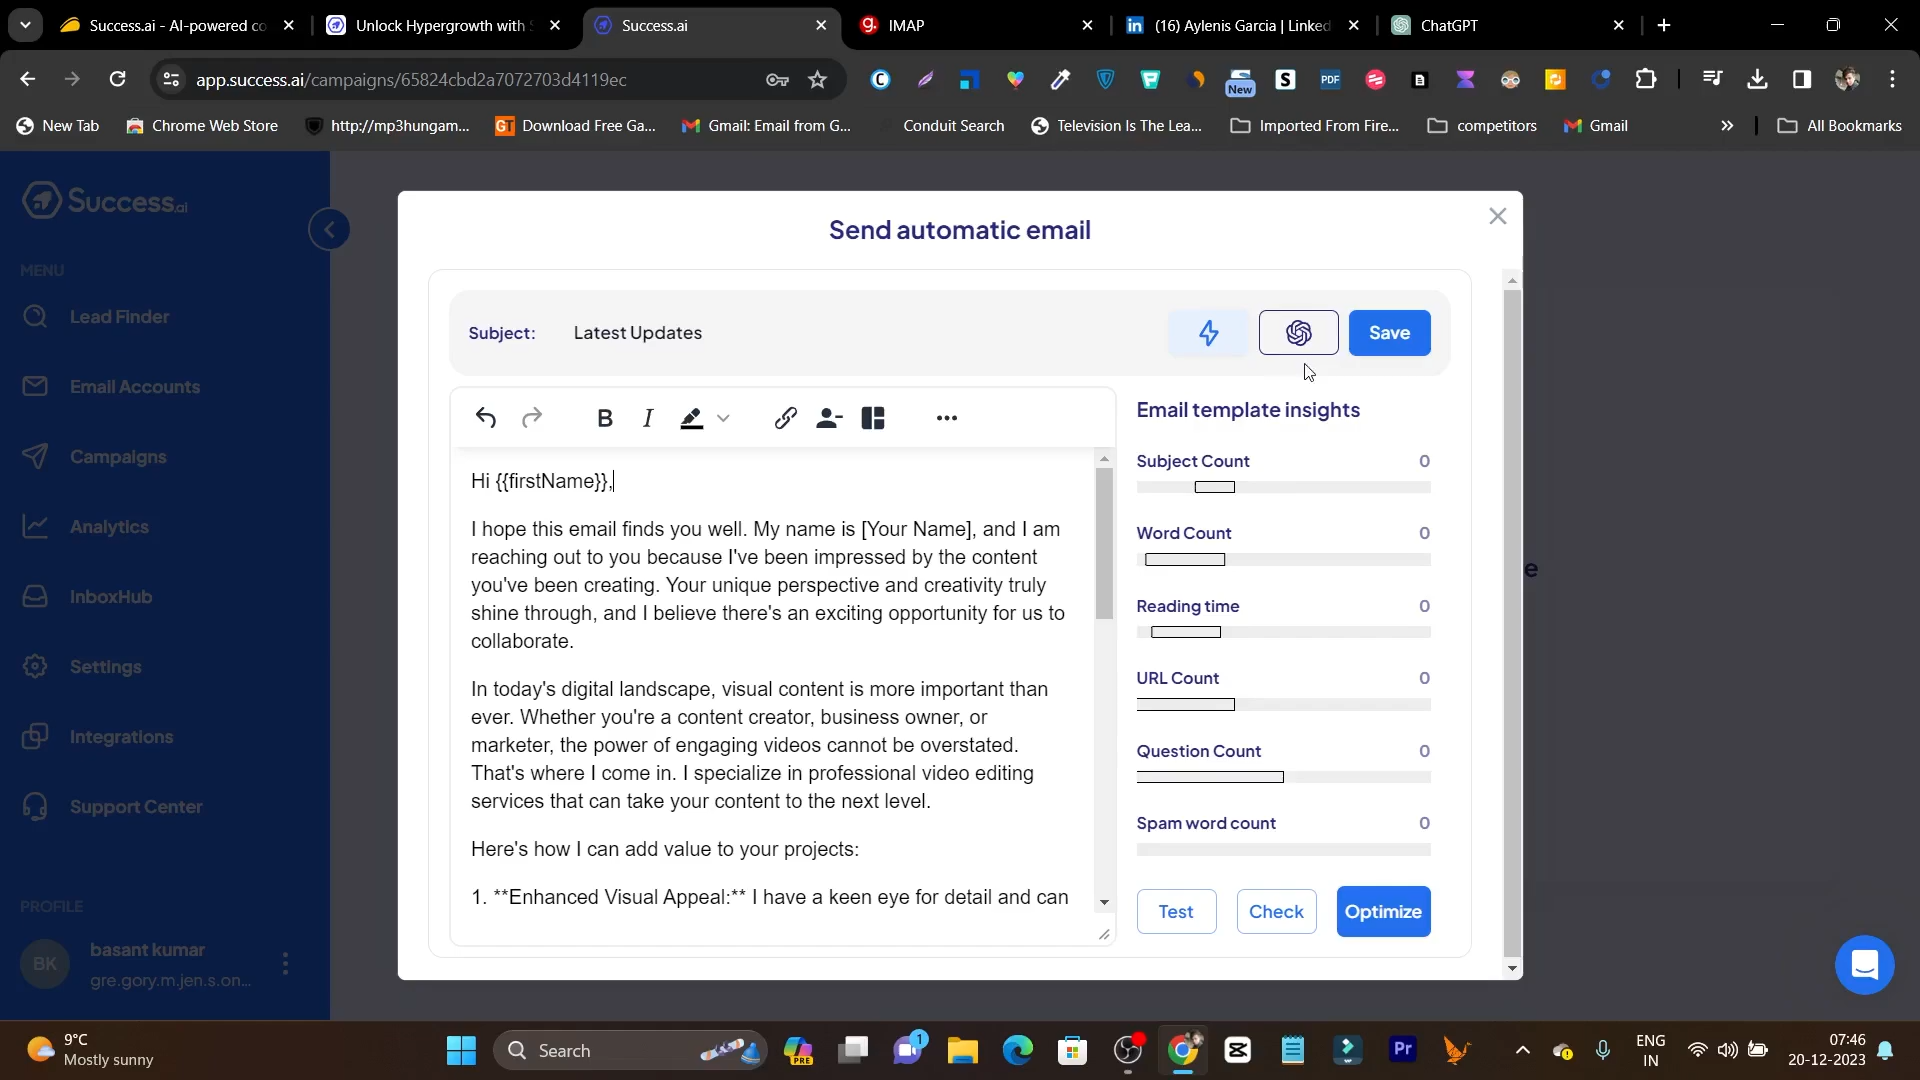 Success.ai - AI-powered co
Unlock Hypergrowth with S
Success.ai
IMAP
(16) Aylenis Garcia | Linked
ChatGPT
app.success.ai/campaigns/65824cbd2a7072703d4119ec
PDF
New
New Tab
Chrome Web Store
http://mp3hungam...
GT
Download Free Ga...
Gmail: Email from G...
Conduit Search
Television Is The Lea...
Imported From Fire...
competitors
Gmail
All Bookmarks
Success.ai
MENU
Lead Finder
Email Accounts
Campaigns
Analytics
InboxHub
Settings
Integrations
Support Center
PROFILE
BK
basant kumar
gre.gory.m.jen.s.on...
Send automatic email
Subject:
Latest Updates
Save
Hi {{firstName}},
I hope this email finds you well. My name is [Your Name], and I am
reaching out to you because I've been impressed by the content
you've been creating. Your unique perspective and creativity truly
shine through, and I believe there's an exciting opportunity for us to
collaborate.
In today's digital landscape, visual content is more important than
ever. Whether you're a content creator, business owner, or
marketer, the power of engaging videos cannot be overstated.
That's where I come in. I specialize in professional video editing
services that can take your content to the next level.
Here's how I can add value to your projects:
1. **Enhanced Visual Appeal:** I have a keen eye for detail and can
Email template insights
Subject Count 0
Word Count 0
Reading time 0
URL Count 0
Question Count 0
Spam word count 0
Test
Check
Optimize
e
9°C
Mostly sunny
Search
PRE
1
Pr
ENG
IN
07:46
20-12-2023